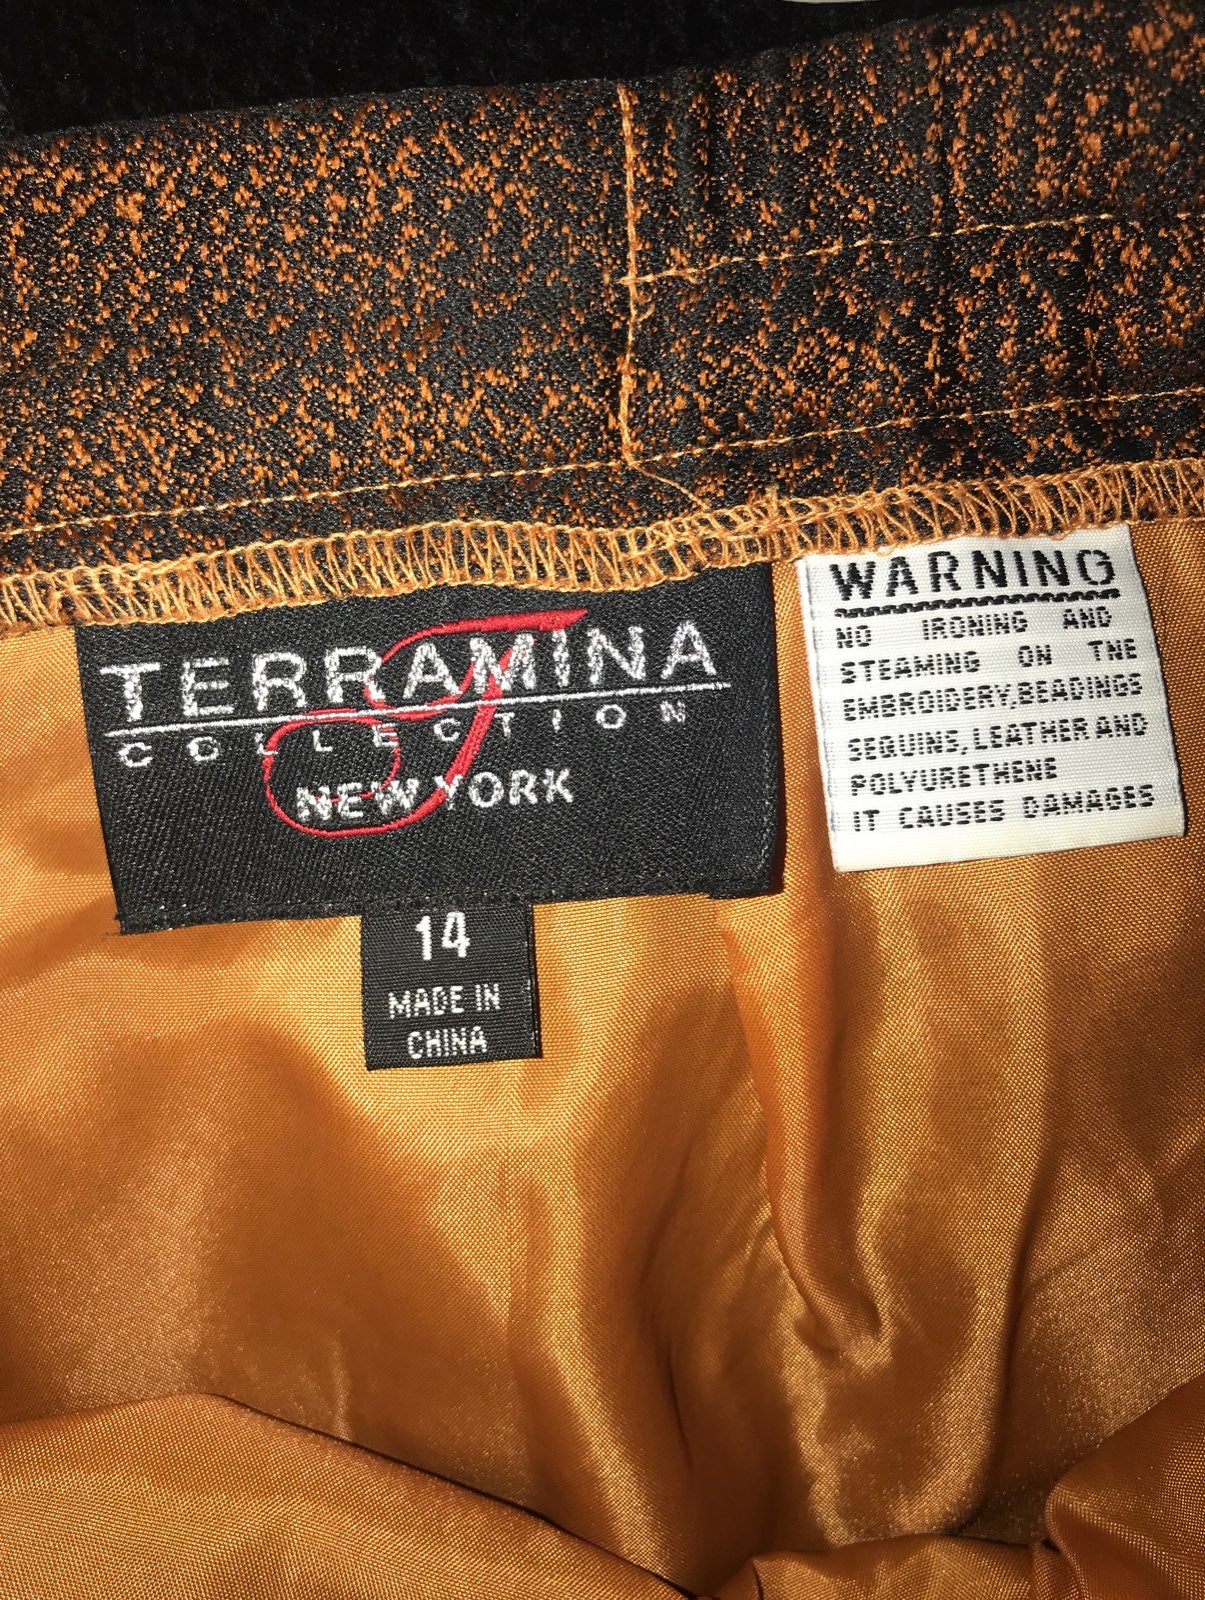 TERRAMINA
COLLECTION
NEW YORK
14
MADE IN
CHINA
WARNING
NO IRONING AND
STEAMING ON THE
EMBROIDERY,BEADINGS
SEQUINS, LEATHER AND
POLYURETHENE
IT CAUSES DAMAGES